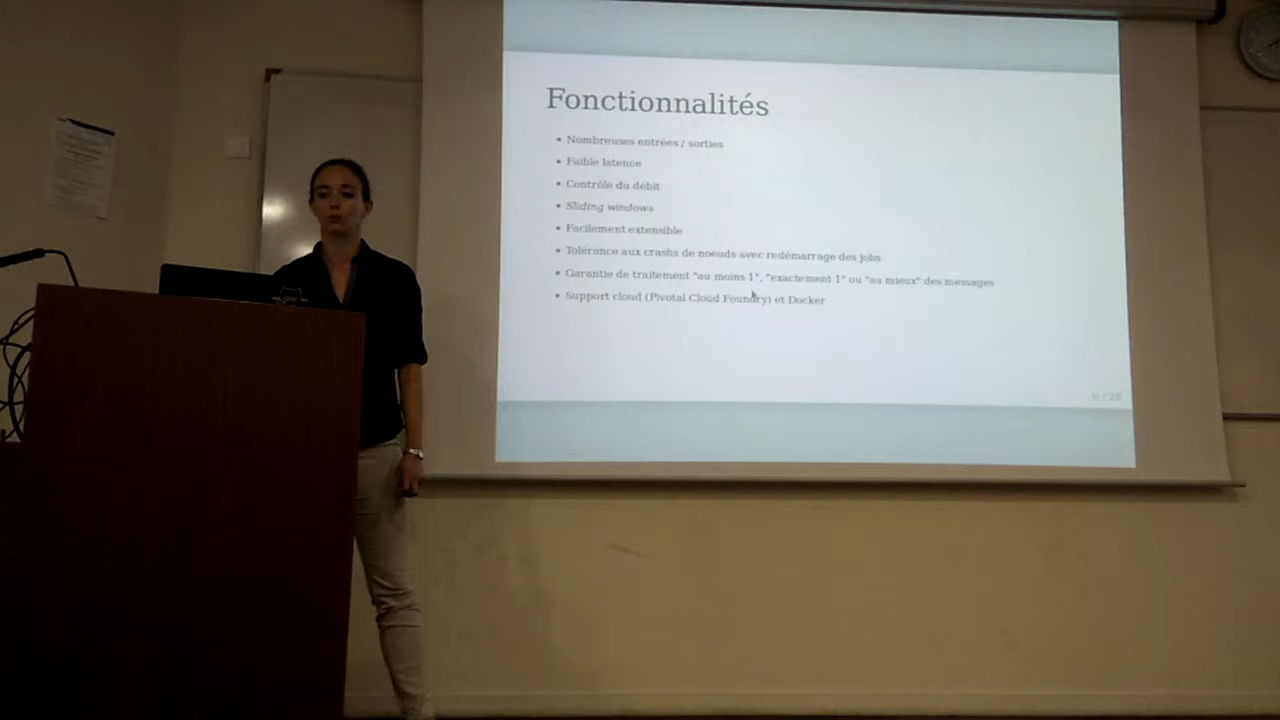 Fonctionnalités
• Nombreuses entrées / sorties
• Faible latence
• Contrôle du débit
• Sliding windows
• Facilement extensible
• Tolérance aux crashs de noeuds avec redémarrage des jobs
• Garantie de traitement "au moins 1", "exactement 1" ou "au mieux" des messages
• Support cloud (Pivotal Cloud Foundry) et Docker